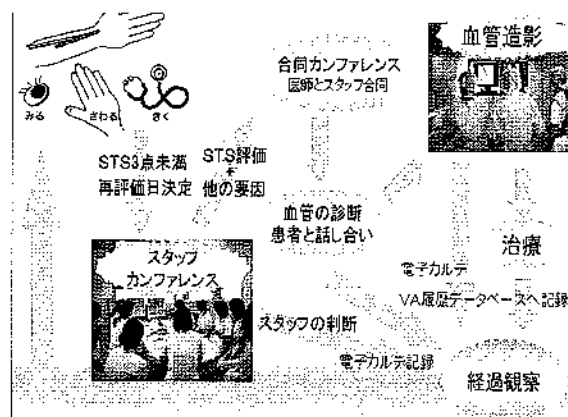 血管造影
合同カンファレンス
医師とスタッフ合同
みる
さわる
きく
STS3点未満
再評価日決定
STS評価
+
他の要因
血管の診断
患者と話し合い
治療
スタッフ
カンファレンス
電子カルテ
VA履歴データベースへ記録
スタッフの判断
電子カルテ記録
経過観察